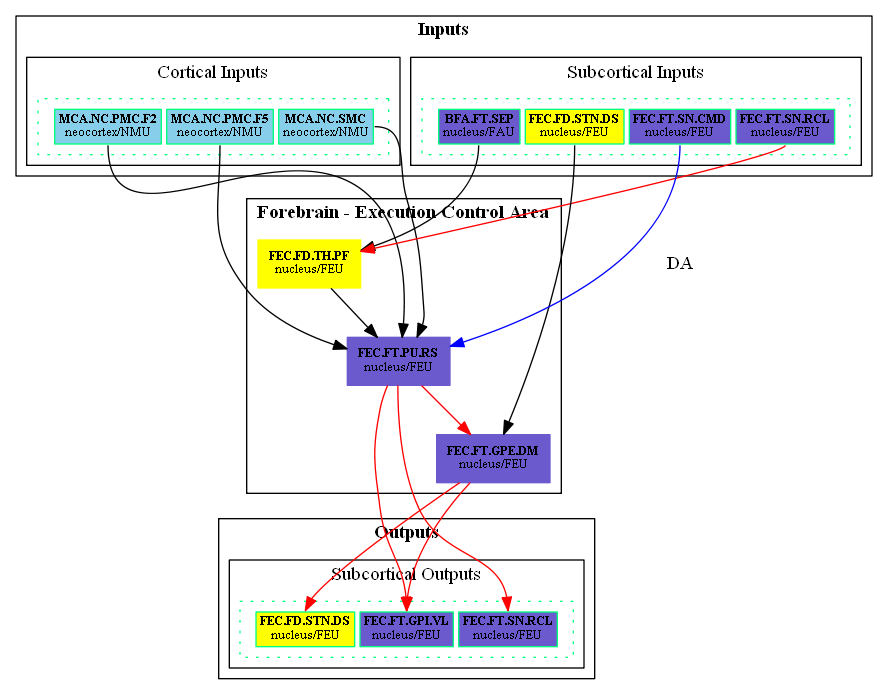 Inputs
Cortical Inputs
Subcortical Inputs
MCA.NC.PMC.F2
neocortex/NMU
MCA.NC.PMC.F5
neocortex/NMU
MCA.NC.SMC
neocortex/NMU
BFA.FT.SEP
nucleus/FAU
FEC.FD.STN.DS
nucleus/FEU
FEC.FT.SN.CMD
nucleus/FEU
FEC.FT.SN.RCL
nucleus/FEU
Forebrain - Execution Control Area
FEC.FD.TH.PF
nucleus/FEU
DA
FEC.FT.PU.RS
nucleus/FEU
FEC.FT.GPE.DM
nucleus/FEU
Outputs
Subcortical Outputs
FEC.FD.STN.DS
nucleus/FEU
FEC.FT.GPI.VL
nucleus/FEU
FEC.FT.SN.RCL
nucleus/FEU